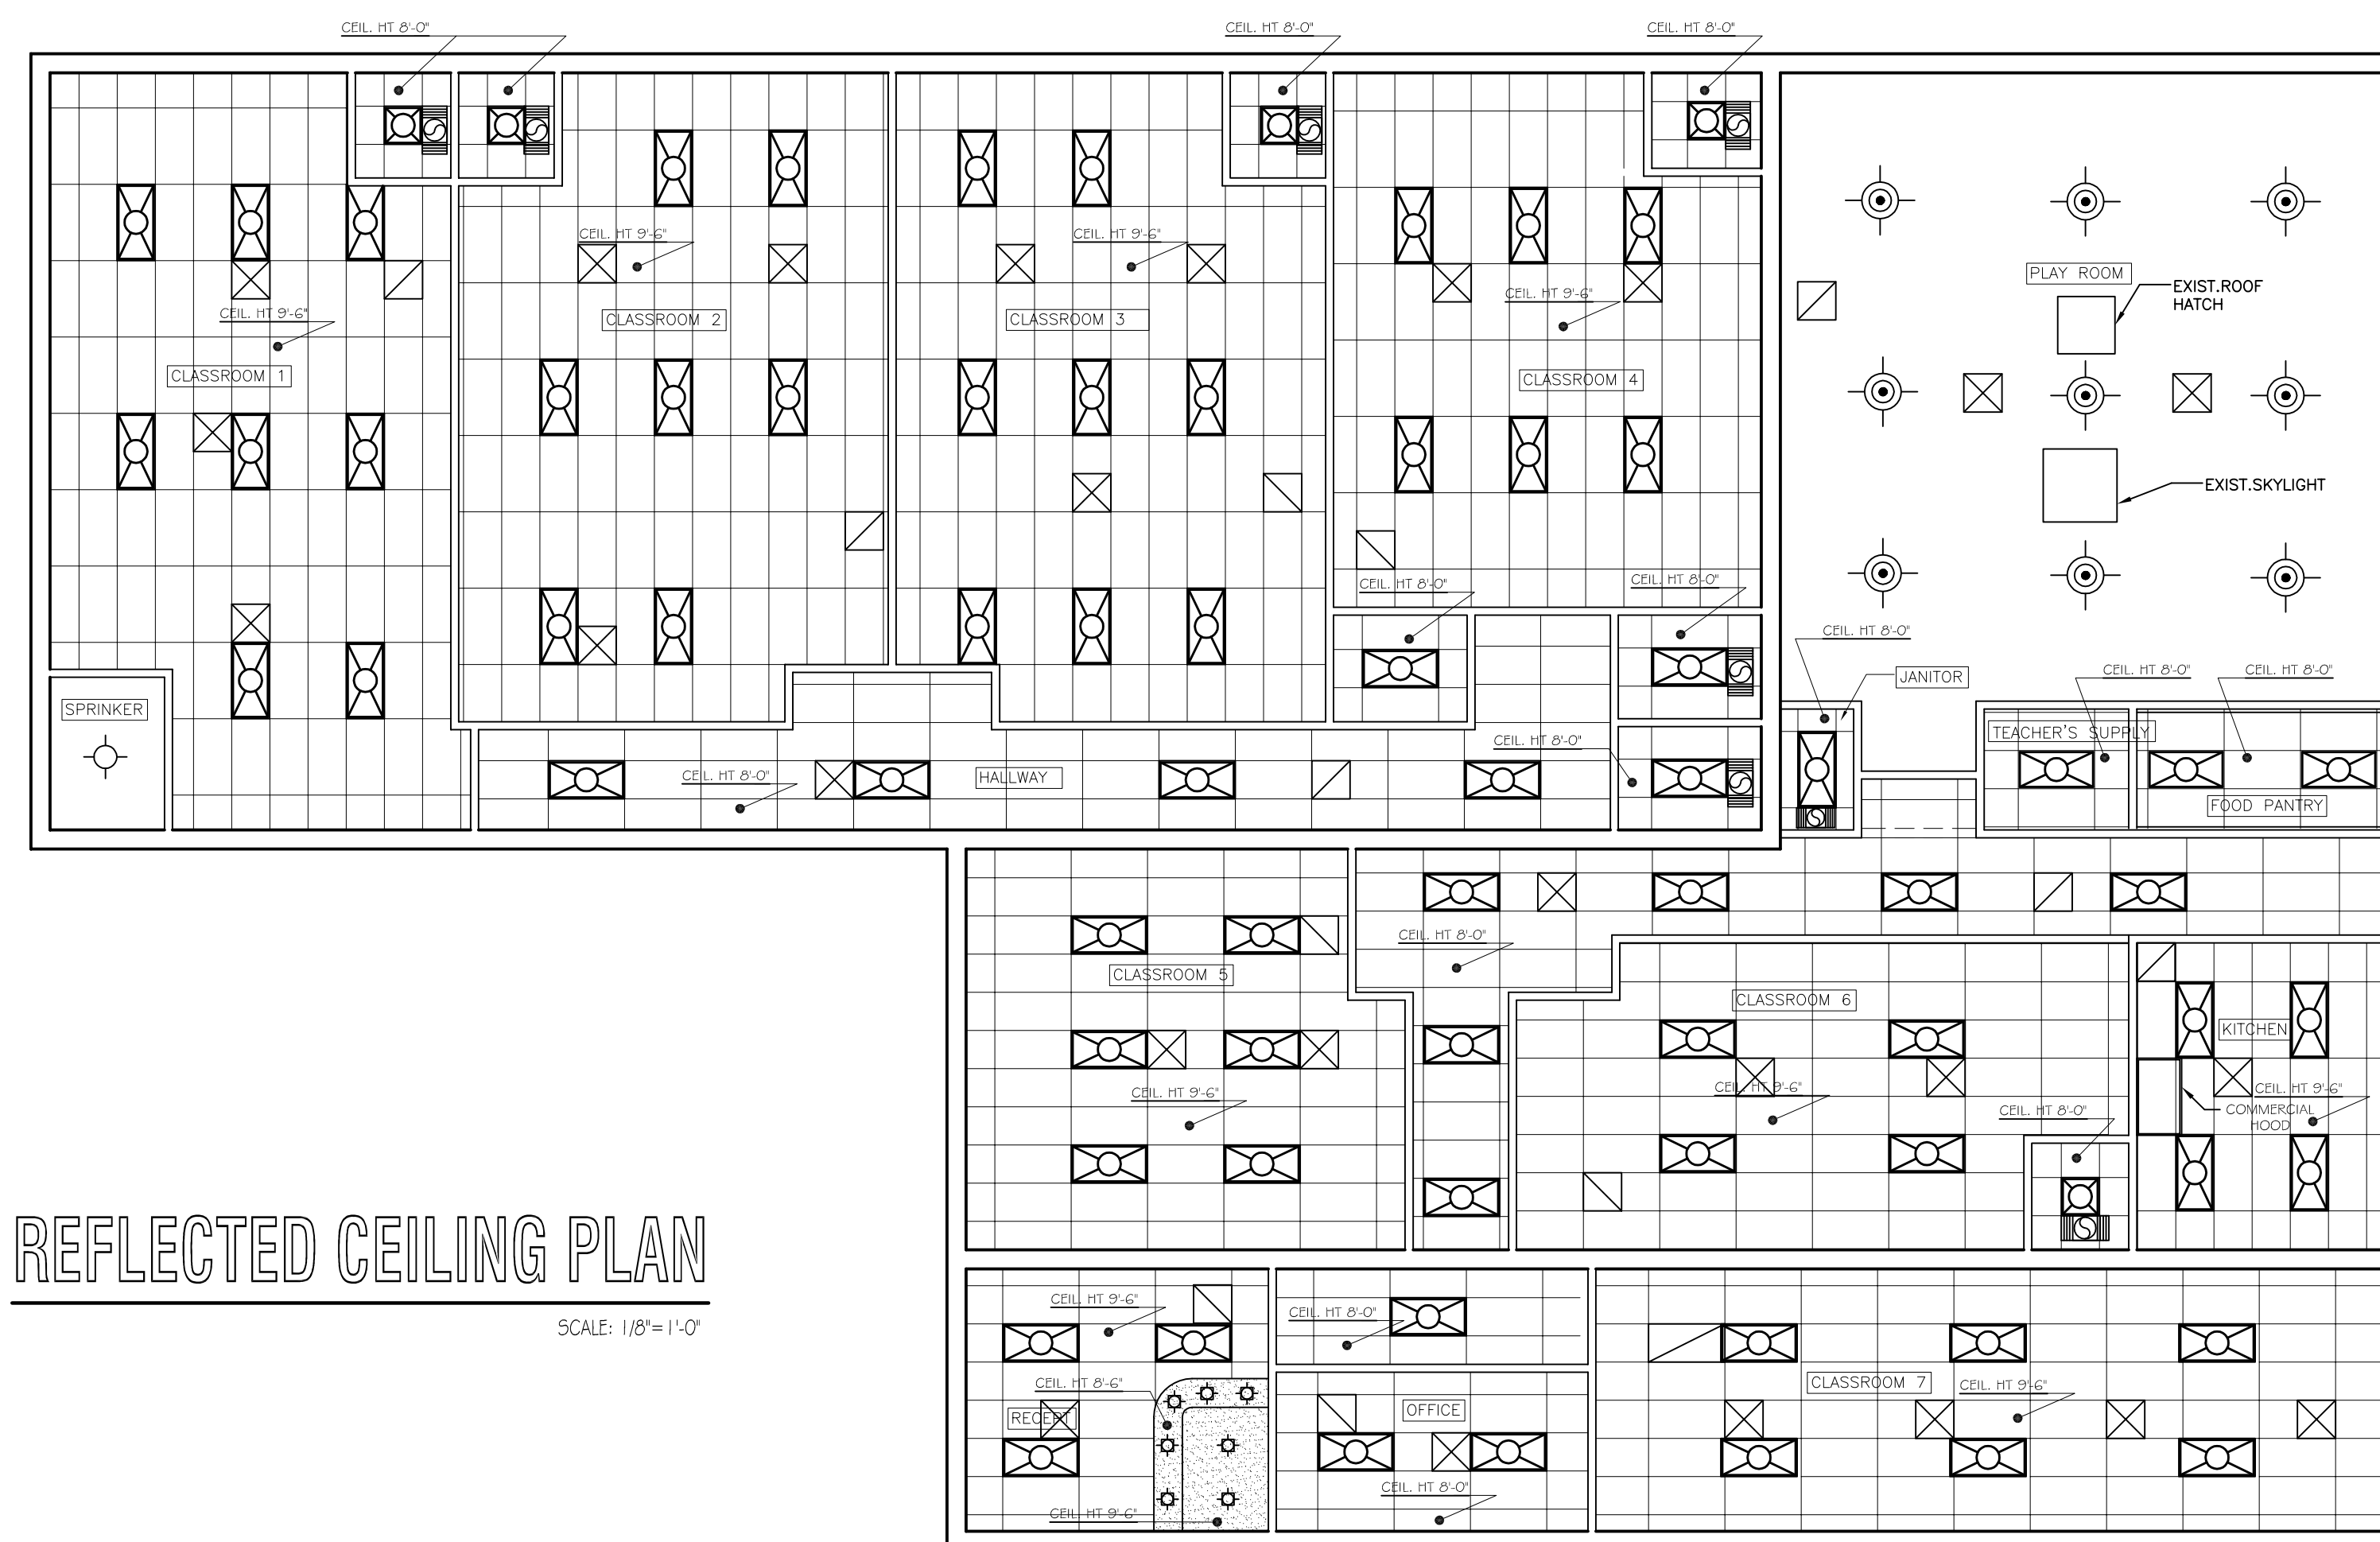 CEIL. HT 8'-0"
CEIL. HT 8'-0"
CEIL. HT 8'-0"
CEIL. HT 9'-6"
CEIL. HT 9'-6"
PLAY ROOM
EXIST.ROOF
HATCH
CEIL. HT 9'-6"
CEIL. HT 9'-6"
CLASSROOM 2
CLASSROOM 3
CLASSROOM 1
CLASSROOM 4
EXIST.SKYLIGHT
CEIL. HT 8'-0"
CEIL. HT 8'-0"
CEIL. HT 8'-0"
JANITOR
CEIL. HT 8'-0"
CEIL. HT 8'-0"
SPRINKER
TEACHER'S SUPPLY
CEIL. HT 8'-0"
CEIL. HT 8'-0"
HALLWAY
FOOD PANTRY
CEIL. HT 8'-0"
CLASSROOM 5
CLASSROOM 6
KITCHEN
CEIL. HT 9'-6"
CEIL. HT 9'-6"
CEIL. HT 9'-6"
CEIL. HT 8'-0"
COMMERCIAL
HOOD
REFLECTED CEILING PLAN
SCALE: 1/8"=1'-0"
CEIL. HT 9'-6"
CEIL. HT 8'-0"
CEIL. HT 8'-6"
CLASSROOM 7
CEIL. HT 9'-6"
RECEPT
OFFICE
CEIL. HT 8'-0"
CEIL. HT 9'-6"